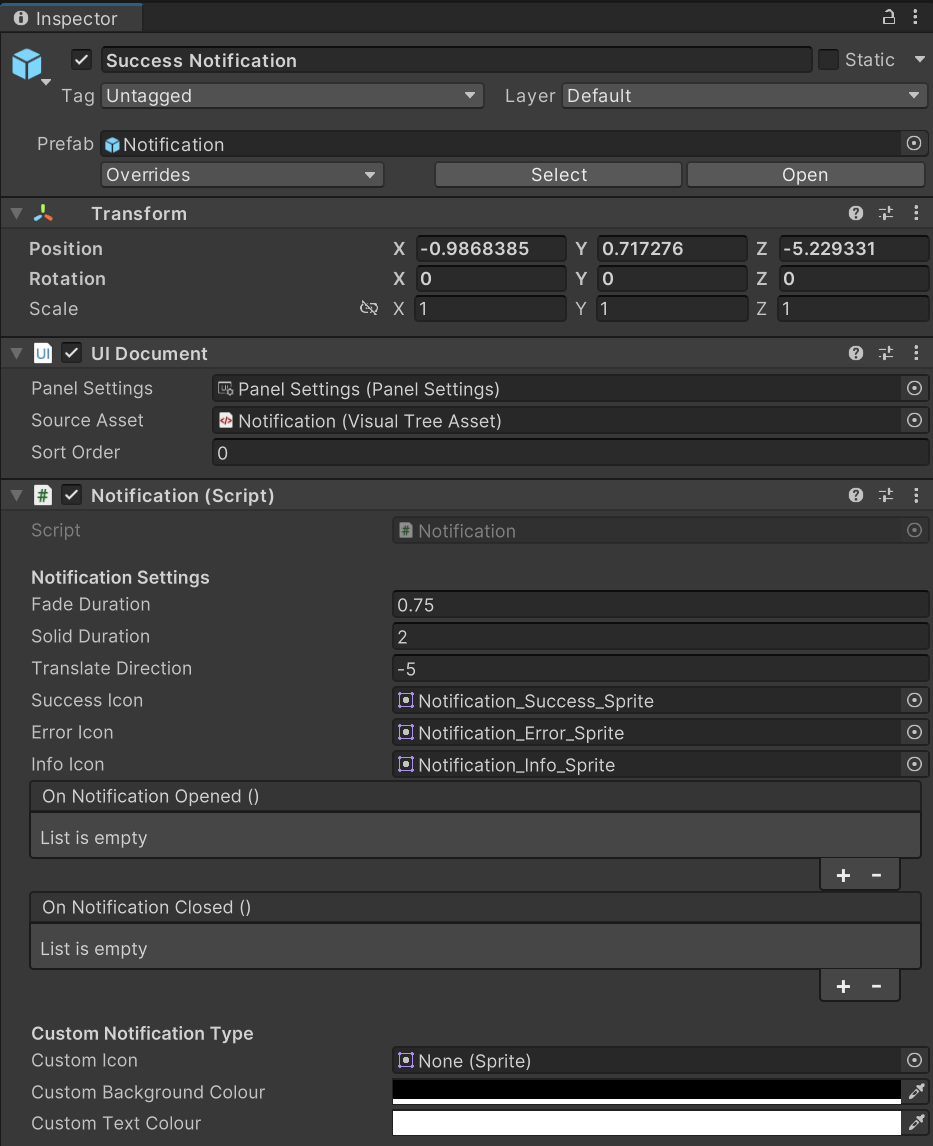 Inspector
Success Notification Static
Tag Untagged Layer Default
Prefab Notification
Overrides Select Open
Transform
Position X -0.9868385 Y 0.717276 Z -5.229331
Rotation X 0 Y 0 Z 0
Scale X 1 Y 1 Z 1
UI UI Document
Panel Settings Panel Settings (Panel Settings)
Source Asset Notification (Visual Tree Asset)
Sort Order 0
# Notification (Script)
Script # Notification
Notification Settings
Fade Duration 0.75
Solid Duration 2
Translate Direction -5
Success Icon Notification_Success_Sprite
Error Icon Notification_Error_Sprite
Info Icon Notification_Info_Sprite
On Notification Opened ()
List is empty
+ -
On Notification Closed ()
List is empty
+ -
Custom Notification Type
Custom Icon None (Sprite)
Custom Background Colour
Custom Text Colour